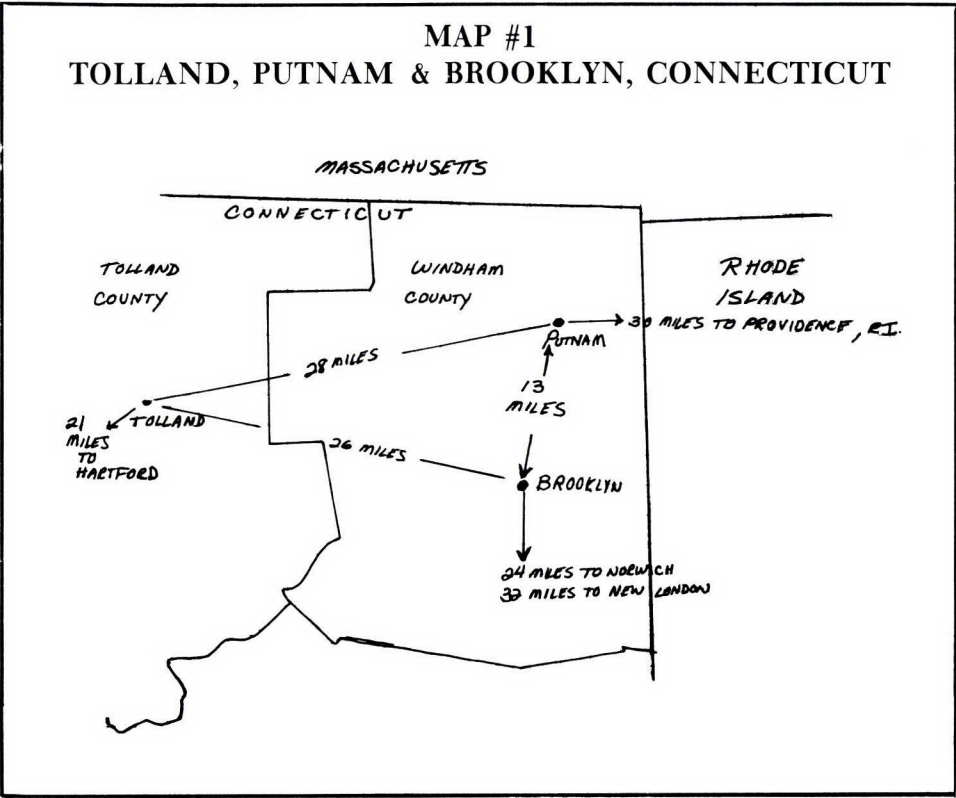 MAP #1
TOLLAND, PUTNAM & BROOKLYN, CONNECTICUT
MASSACHUSETTS
CONNECTICUT
TOLLAND
COUNTY
WINDHAM
COUNTY
RHODE
ISLAND
PUTNAM
30 MILES TO PROVIDENCE, R.I.
28 MILES
13
MILES
TOLLAND
21
MILES
TO
HARTFORD
26 MILES
BROOKLYN
24 MILES TO NORWICH
32 MILES TO NEW LONDON